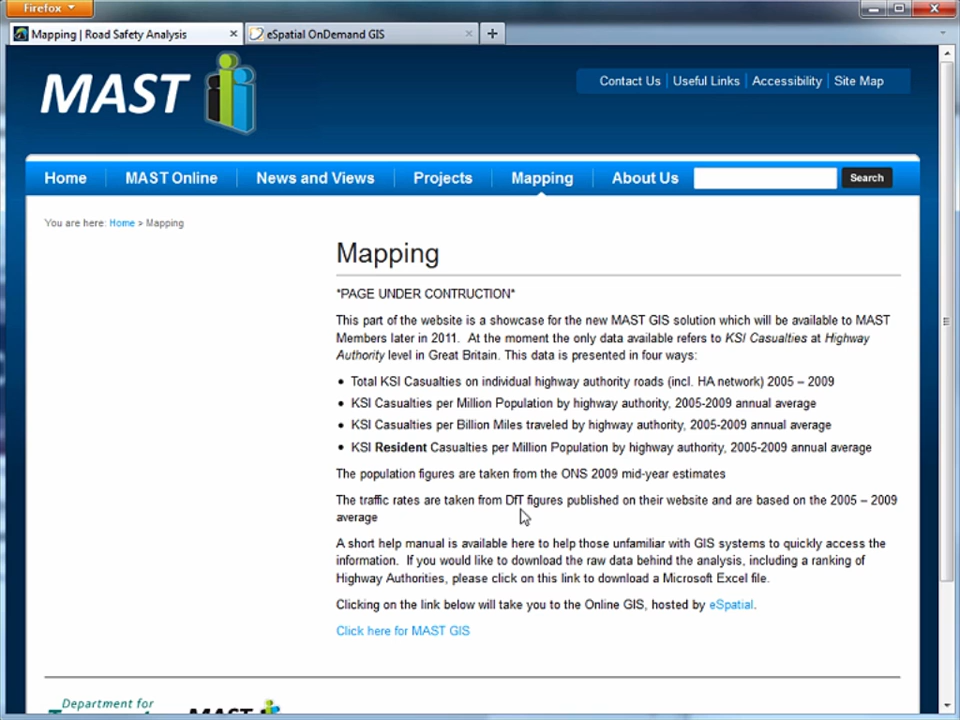 Firefox
Mapping | Road Safety Analysis
eSpatial OnDemand GIS
MAST
Contact Us | Useful Links | Accessibility | Site Map
Home
MAST Online
News and Views
Projects
Mapping
About Us
Search
You are here: Home > Mapping
Mapping
*PAGE UNDER CONTRUCTION*
This part of the website is a showcase for the new MAST GIS solution which will be available to MAST
Members later in 2011. At the moment the only data available refers to KSI Casualties at Highway
Authority level in Great Britain. This data is presented in four ways:
• Total KSI Casualties on individual highway authority roads (incl. HA network) 2005 – 2009
• KSI Casualties per Million Population by highway authority, 2005-2009 annual average
• KSI Casualties per Billion Miles traveled by highway authority, 2005-2009 annual average
• KSI Resident Casualties per Million Population by highway authority, 2005-2009 annual average
The population figures are taken from the ONS 2009 mid-year estimates
The traffic rates are taken from DfT figures published on their website and are based on the 2005 – 2009
average
A short help manual is available here to help those unfamiliar with GIS systems to quickly access the
information. If you would like to download the raw data behind the analysis, including a ranking of
Highway Authorities, please click on this link to download a Microsoft Excel file.
Clicking on the link below will take you to the Online GIS, hosted by eSpatial.
Click here for MAST GIS
Department for
MAST